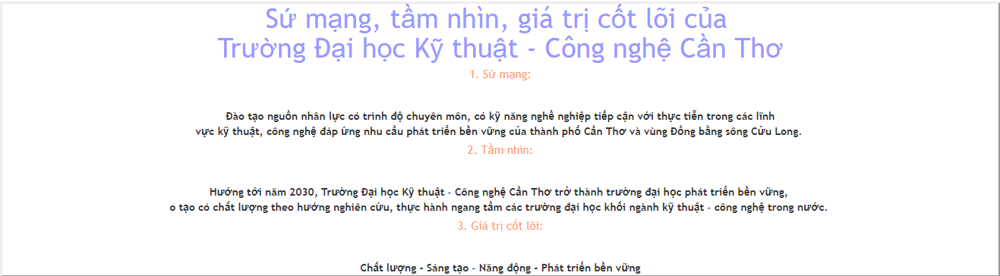 Sứ mạng, tầm nhìn, giá trị cốt lõi của
Trường Đại học Kỹ thuật - Công nghệ Cần Thơ
1. Sứ mạng:
Đào tạo nguồn nhân lực có trình độ chuyên môn, có kỹ năng nghề nghiệp tiếp cận với thực tiễn trong các lĩnh
vực kỹ thuật, công nghệ đáp ứng nhu cầu phát triển bền vững của thành phố Cần Thơ và vùng Đồng bằng sông Cửu Long.
2. Tầm nhìn:
Hướng tới năm 2030, Trường Đại học Kỹ thuật – Công nghệ Cần Thơ trở thành trường đại học phát triển bền vững,
o tạo có chất lượng theo hướng nghiên cứu, thực hành ngang tầm các trường đại học khối ngành kỹ thuật – công nghệ trong nước.
3. Giá trị cốt lõi:
Chất lượng - Sáng tạo – Năng động - Phát triển bền vững